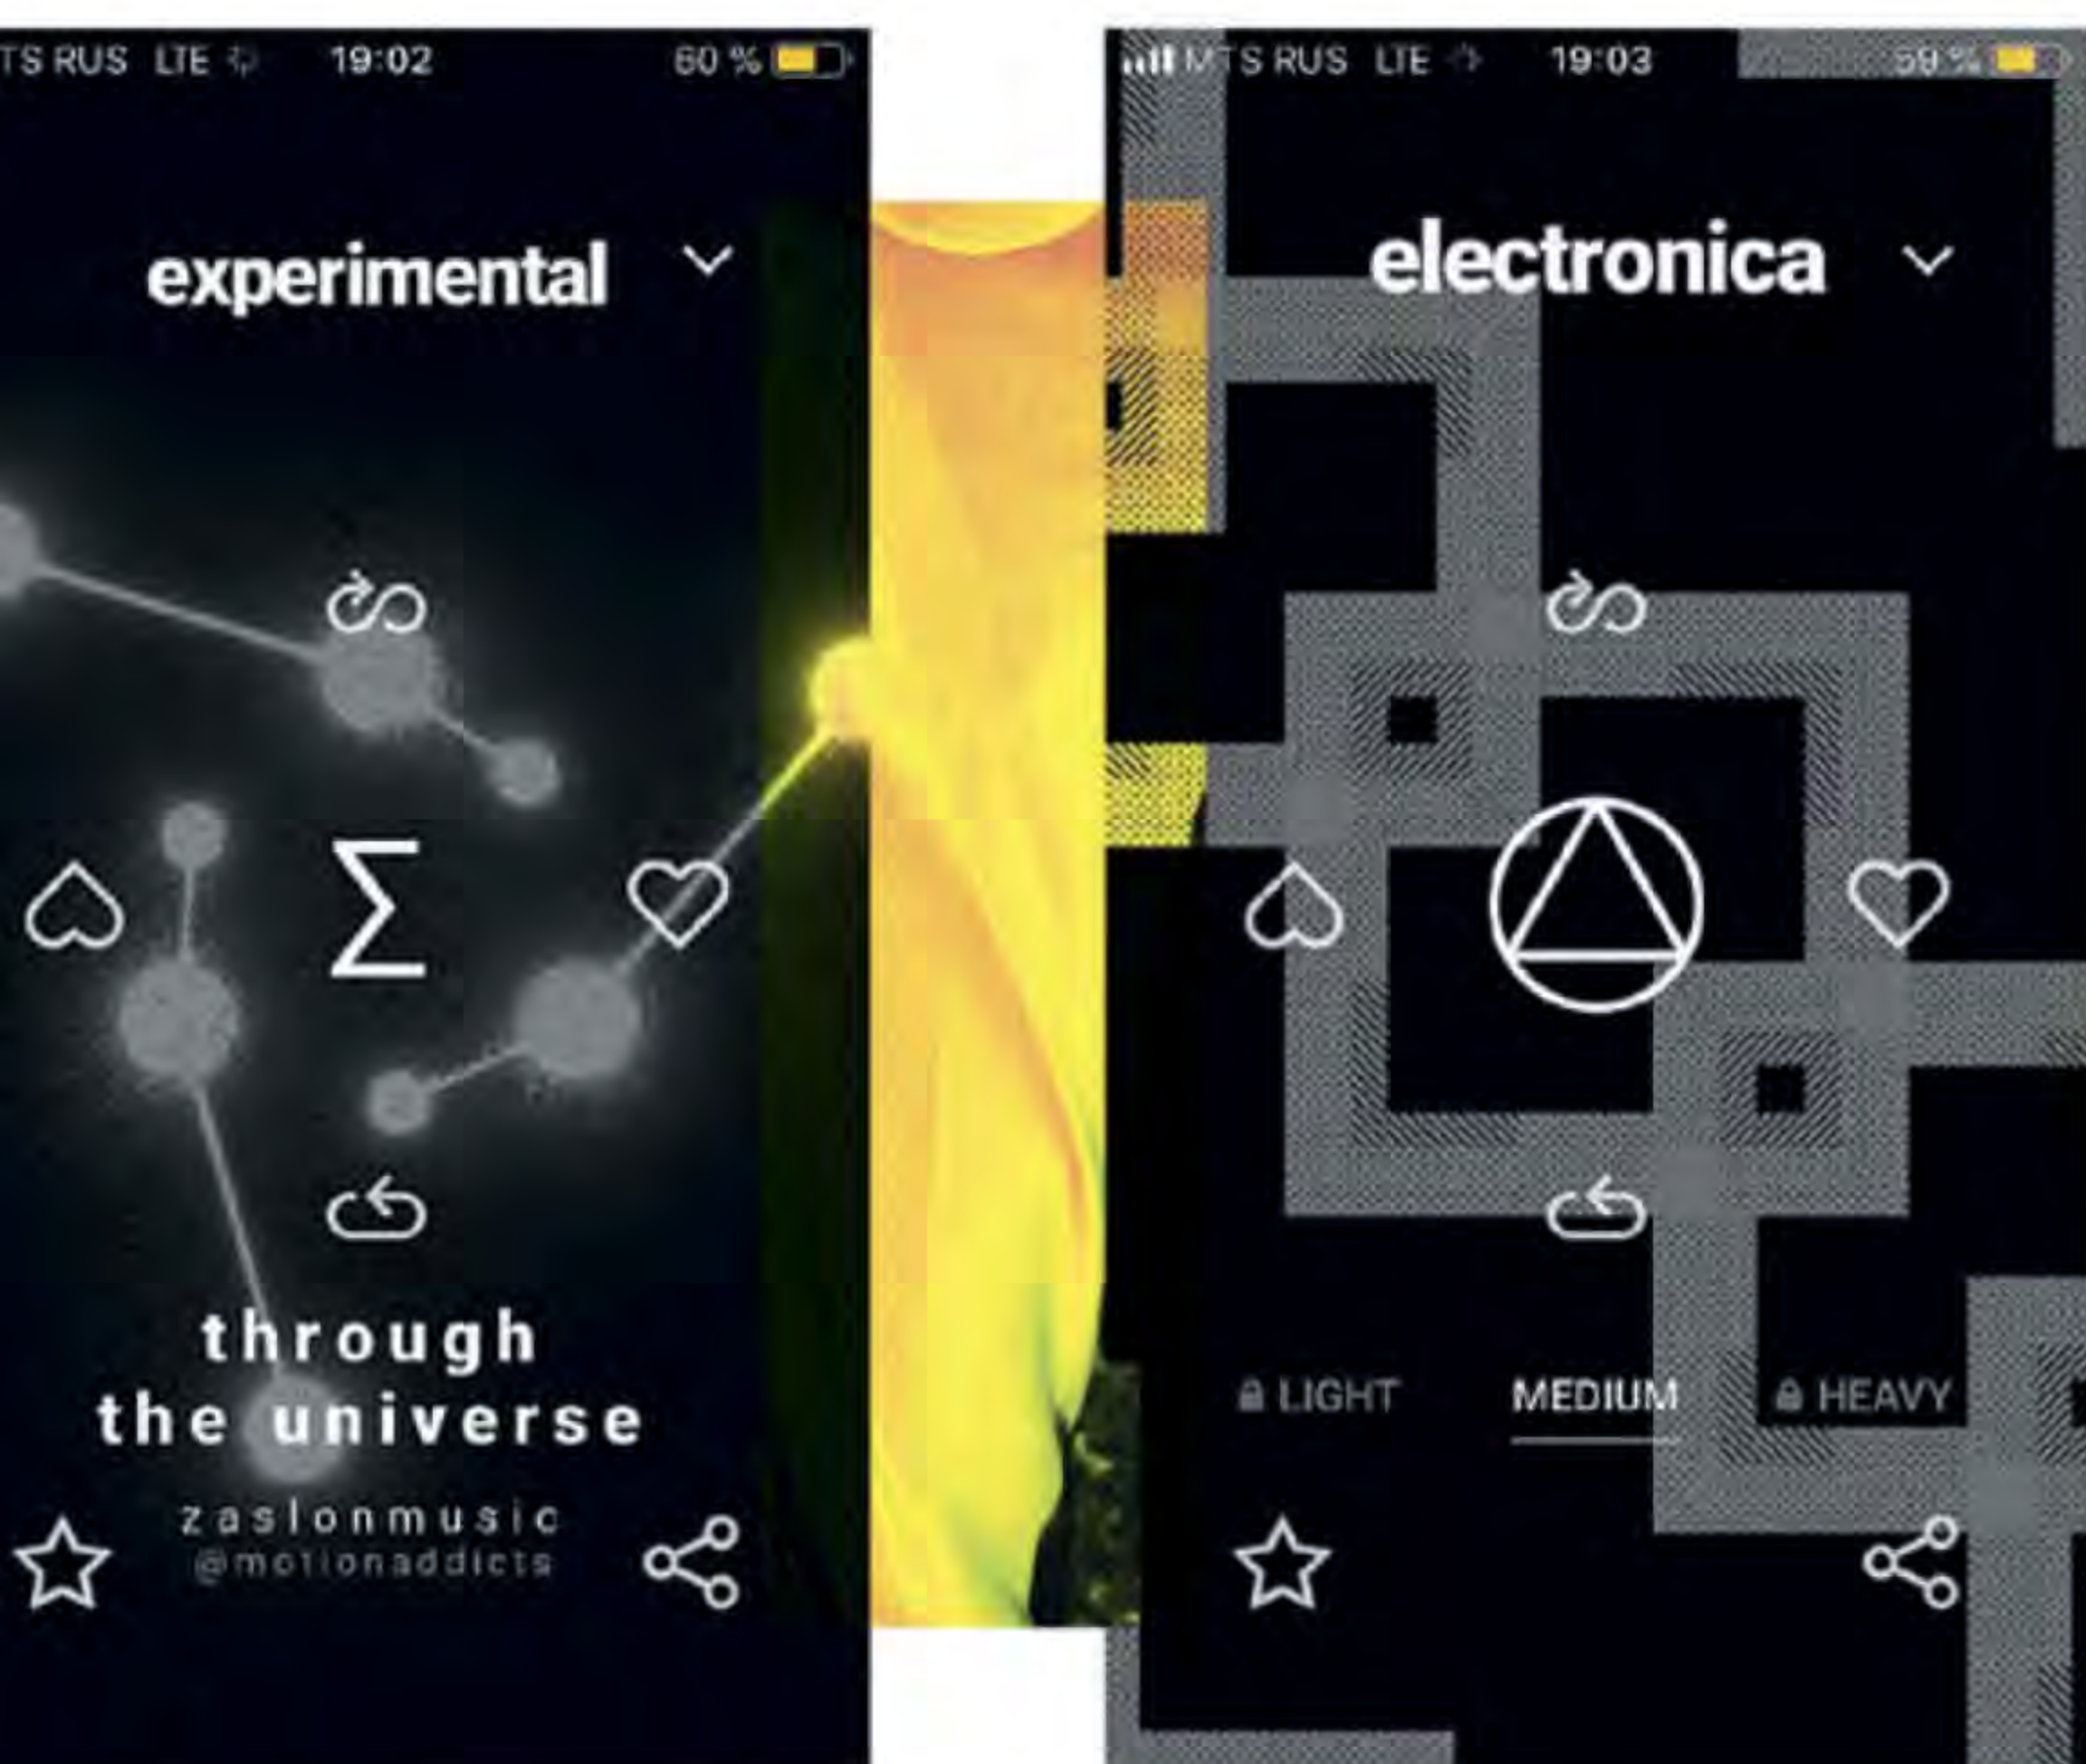 TS RUS LTE 19:02 60 %
experimental
Σ
through
the universe
zaslonmusic
@motionaddicts
MTS RUS LTE 19:03 59 %
electronica
LIGHT MEDIUM HEAVY